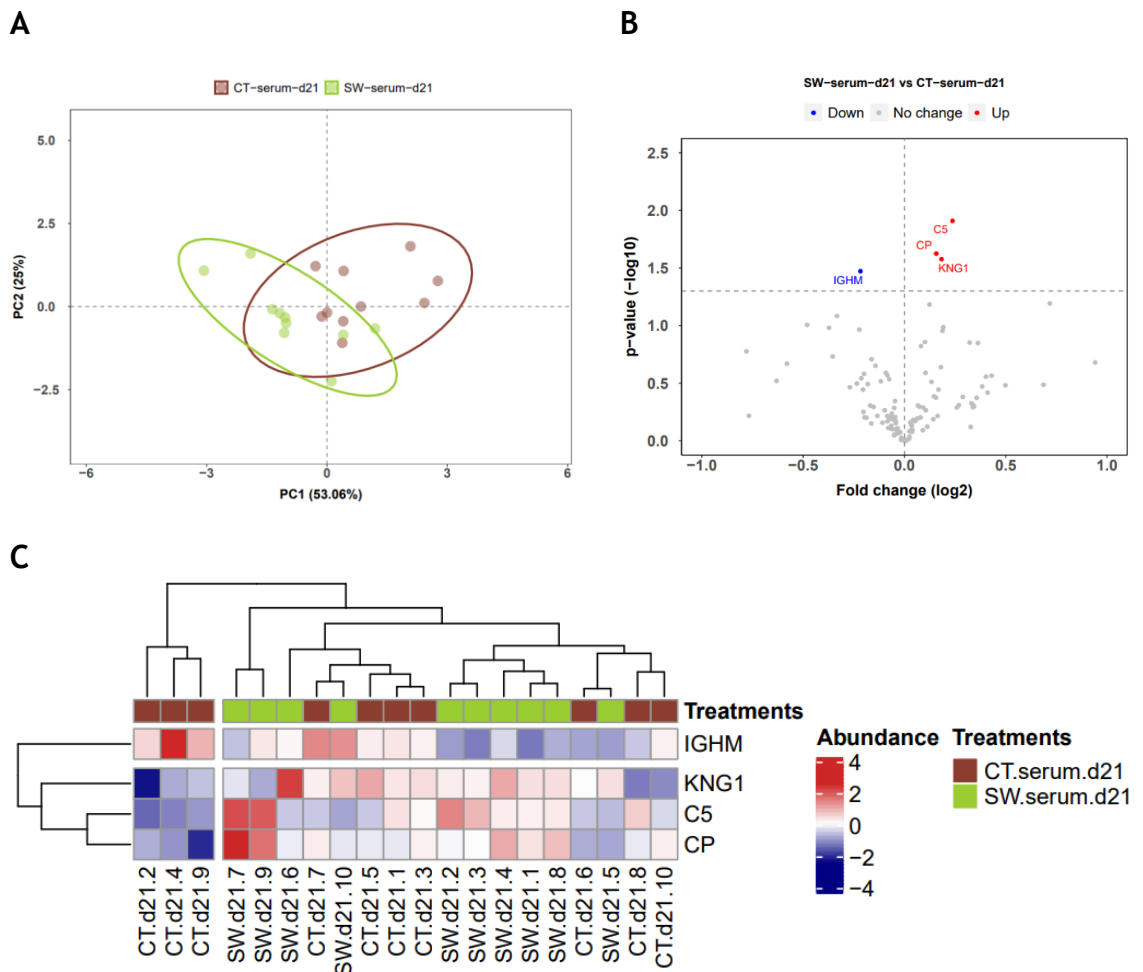 A
CT-serum-d21 SW-serum-d21
5.0
2.5
0.0
−2.5
PC2 (25%)
−6 −3 0 3 6
PC1 (53.06%)
B
SW-serum-d21 vs CT-serum-d21
Down No change Up
2.5
2.0
1.5
1.0
0.5
0.0
p-value (−log10)
C5
CP
KNG1
IGHM
−1.0 −0.5 0.0 0.5 1.0
Fold change (log2)
C
Treatments
IGHM
KNG1
C5
CP
CT.d21.2
CT.d21.4
CT.d21.9
SW.d21.7
SW.d21.9
SW.d21.6
CT.d21.7
SW.d21.10
CT.d21.5
CT.d21.1
CT.d21.3
SW.d21.2
SW.d21.3
SW.d21.4
SW.d21.1
SW.d21.8
CT.d21.6
SW.d21.5
CT.d21.8
CT.d21.10
Abundance
4
2
0
−2
−4
Treatments
CT.serum.d21
SW.serum.d21